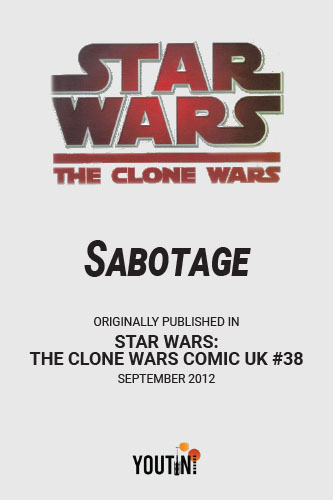 STAR
WARS
THE CLONE WARS
SABOTAGE
ORIGINALLY PUBLISHED IN
STAR WARS:
THE CLONE WARS COMIC UK #38
SEPTEMBER 2012
YOUTINI